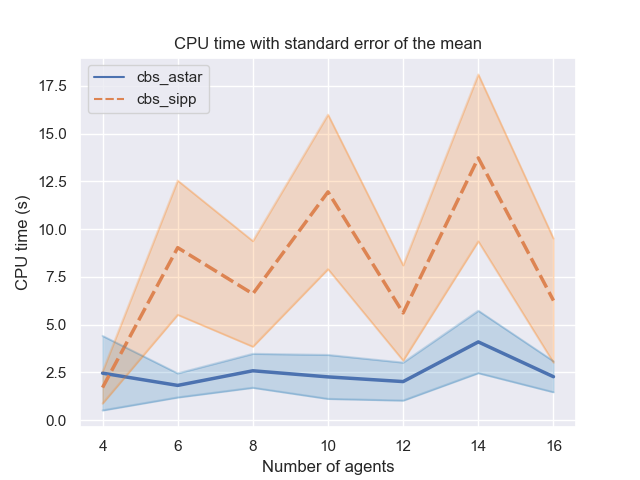 CPU time with standard error of the mean
cbs_astar
cbs_sipp
CPU time (s)
17.5
15.0
12.5
10.0
7.5
5.0
2.5
0.0
4 6 8 10 12 14 16
Number of agents